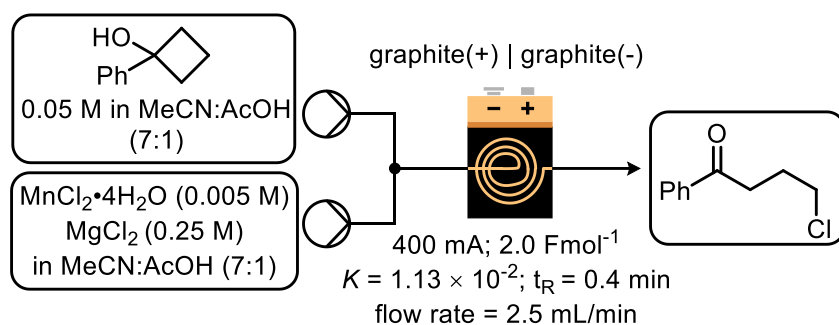 HO
Ph
0.05 M in MeCN:AcOH
(7:1)
MnCl₂•4H₂O (0.005 M)
MgCl₂ (0.25 M)
in MeCN:AcOH (7:1)
graphite(+) | graphite(-)
− +
400 mA; 2.0 Fmol⁻¹
K = 1.13 × 10⁻²; tR = 0.4 min
flow rate = 2.5 mL/min
O
Ph
Cl